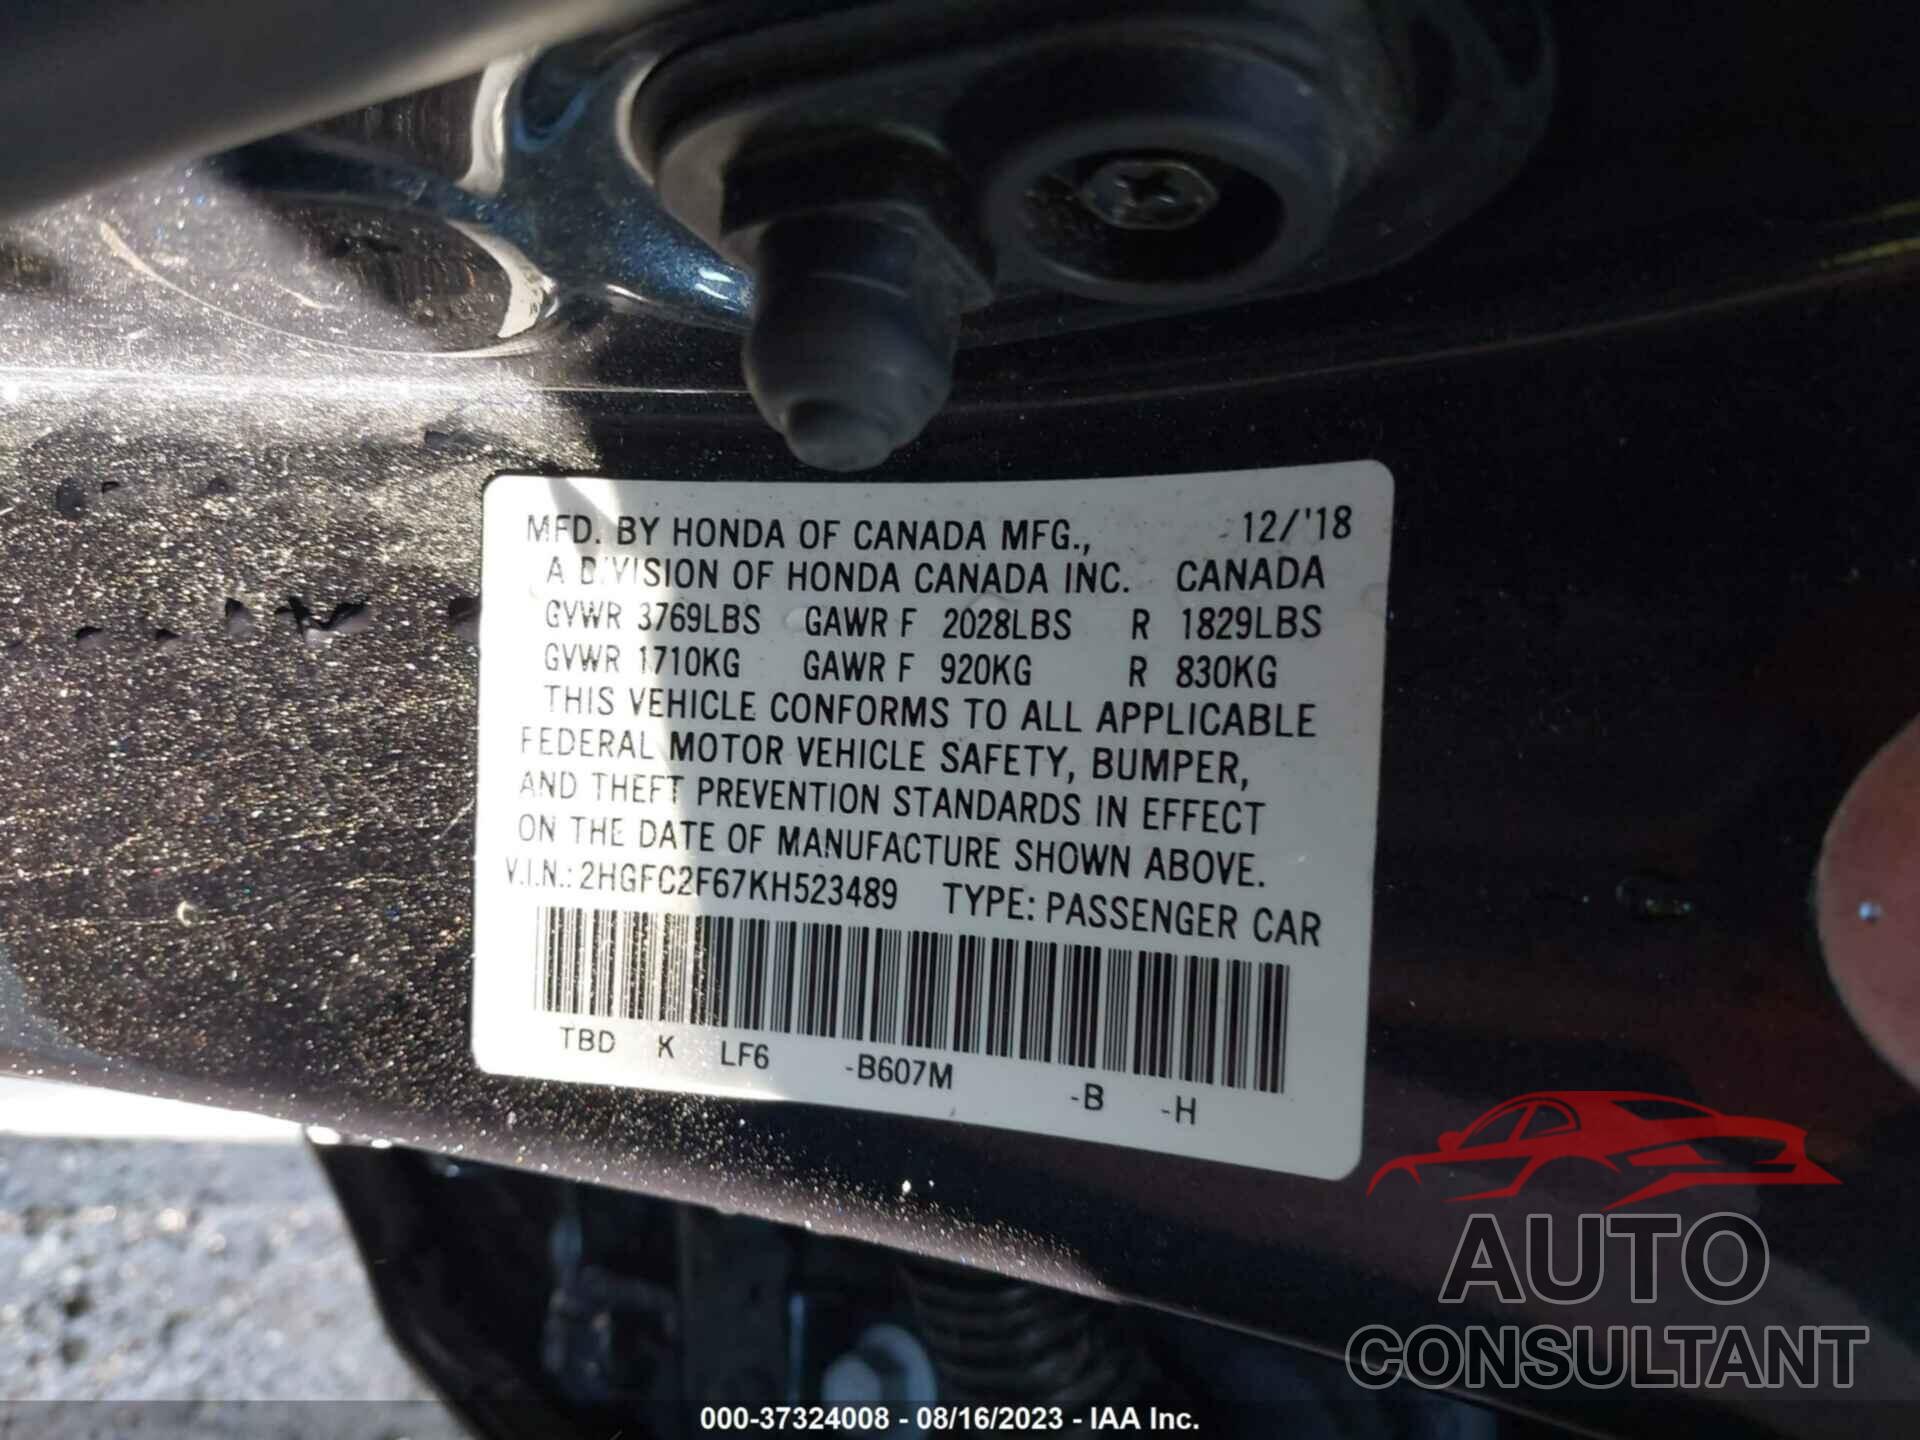 MFD. BY HONDA OF CANADA MFG., 12/'18
A DIVISION OF HONDA CANADA INC. CANADA
GVWR 3769LBS GAWR F 2028LBS R 1829LBS
GVWR 1710KG GAWR F 920KG R 830KG
THIS VEHICLE CONFORMS TO ALL APPLICABLE
FEDERAL MOTOR VEHICLE SAFETY, BUMPER,
AND THEFT PREVENTION STANDARDS IN EFFECT
ON THE DATE OF MANUFACTURE SHOWN ABOVE.
V.I.N.: 2HGFC2F67KH523489 TYPE: PASSENGER CAR
TBD K LF6 -B607M -B -H
AUTO
CONSULTANT
000-37324008 - 08/16/2023 - IAA Inc.